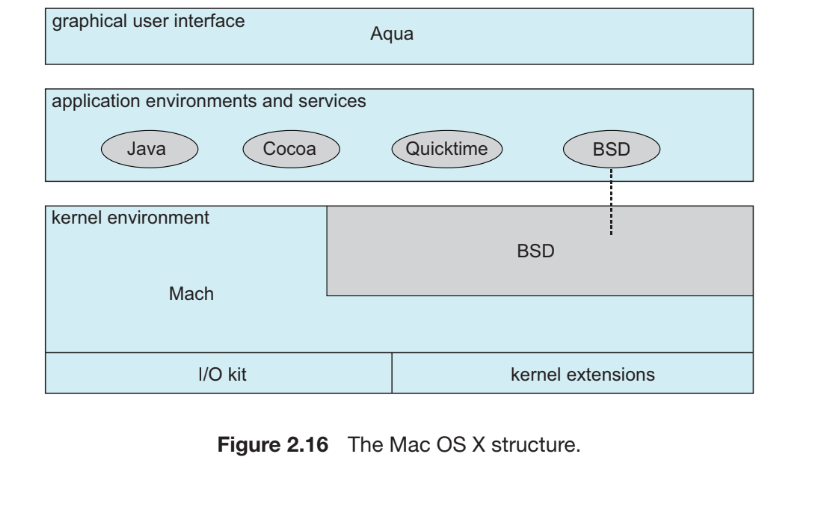 graphical user interface
Aqua
application environments and services
Java Cocoa Quicktime BSD
kernel environment
BSD
Mach
I/O kit kernel extensions
Figure 2.16 The Mac OS X structure.